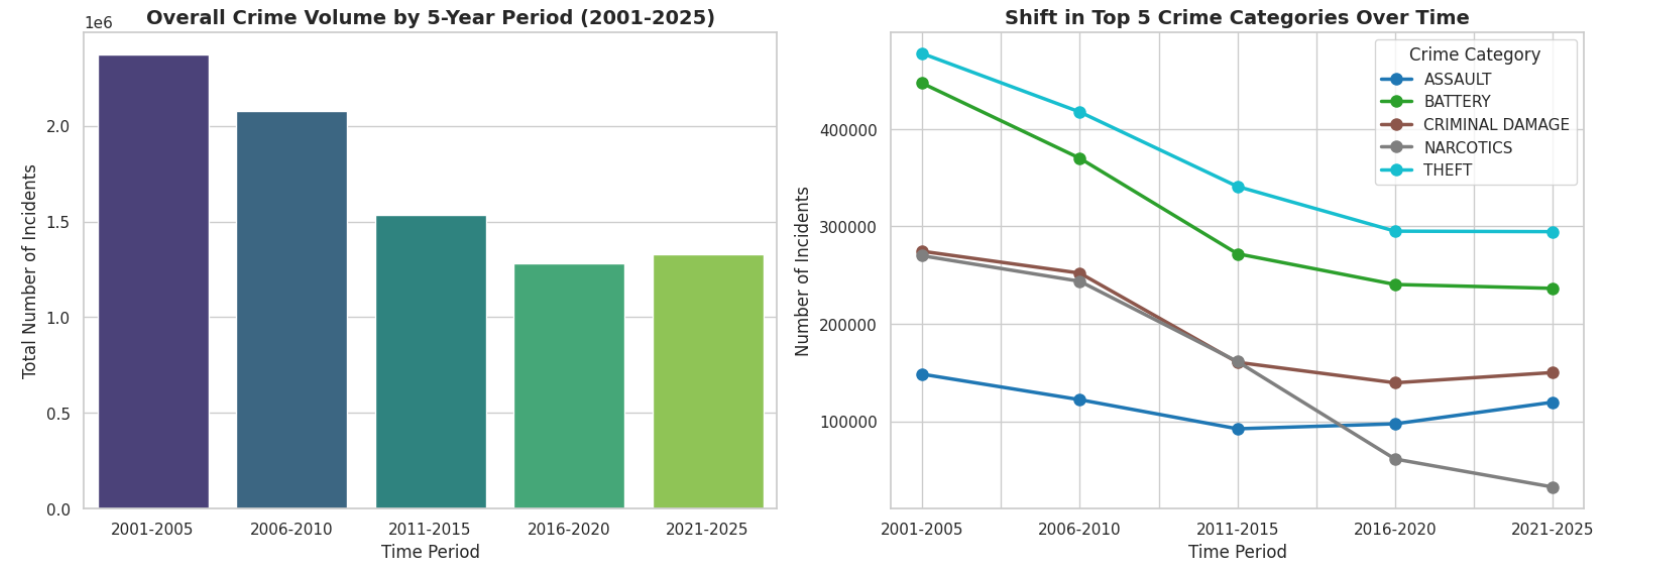 Overall Crime Volume by 5-Year Period (2001-2025)
1e6
Total Number of Incidents
2.0
1.5
1.0
0.5
0.0
2001-2005 2006-2010 2011-2015 2016-2020 2021-2025
Time Period
Shift in Top 5 Crime Categories Over Time
Number of Incidents
400000
300000
200000
100000
Crime Category
ASSAULT
BATTERY
CRIMINAL DAMAGE
NARCOTICS
THEFT
2001-2005 2006-2010 2011-2015 2016-2020 2021-2025
Time Period